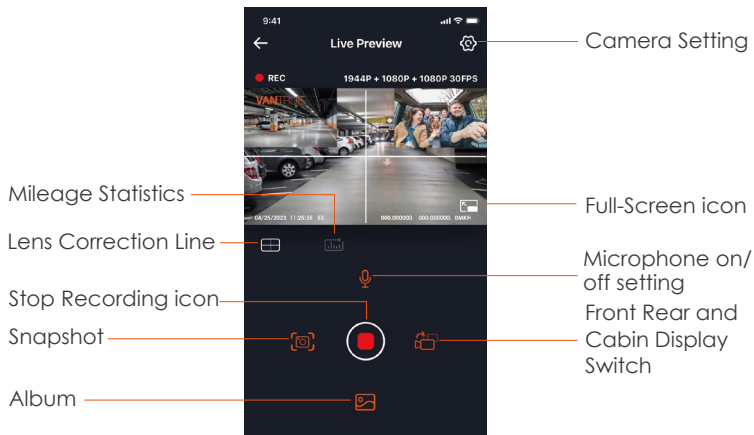 9:41
Live Preview
Camera Setting
REC
1944P + 1080P + 1080P 30FPS
VANTRUE
Mileage Statistics
04/25/2023 11:25:35 E3
000.000000, 000.000000, 0MKH
Full-Screen icon
Lens Correction Line
Microphone on/
off setting
Stop Recording icon
Front Rear and
Cabin Display
Switch
Snapshot
Album